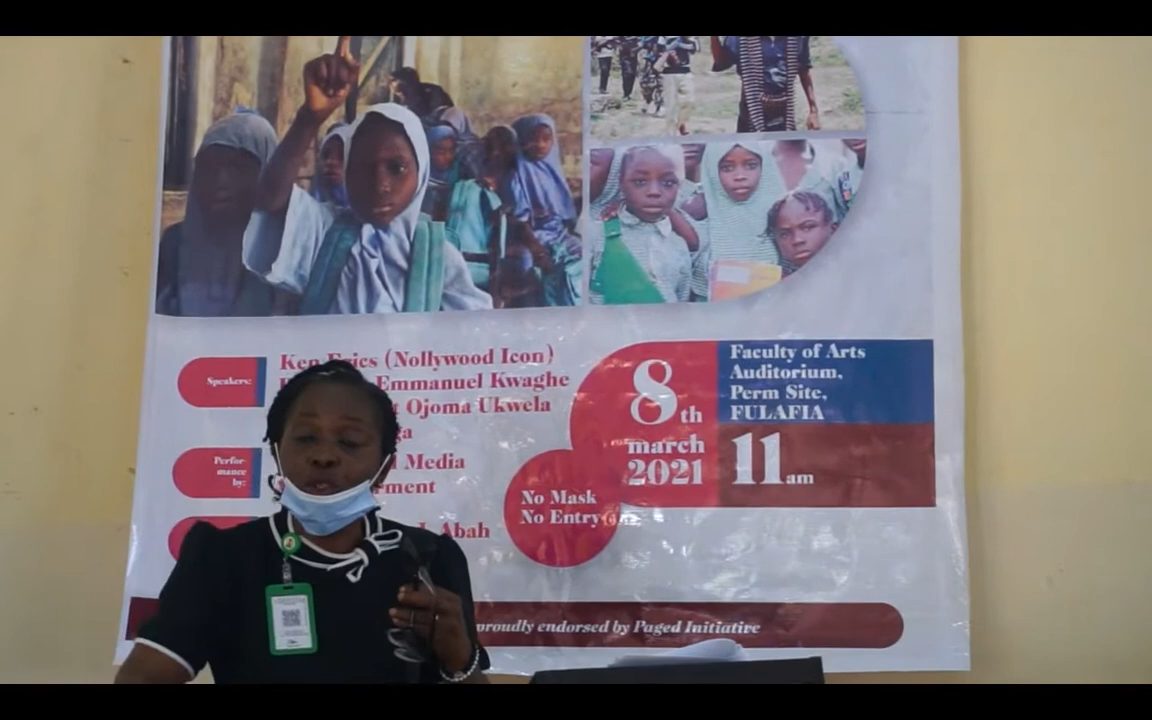 Speakers:
Ken Erics (Nollywood Icon)
Emmanuel Kwaghe
Ojoma Ukwela
Perfor-
mance
by:
Media
No Mask
No Entry
Abah
8th
march
2021
Faculty of Arts
Auditorium,
Perm Site,
FULAFIA
11am
proudly endorsed by Paged Initiative